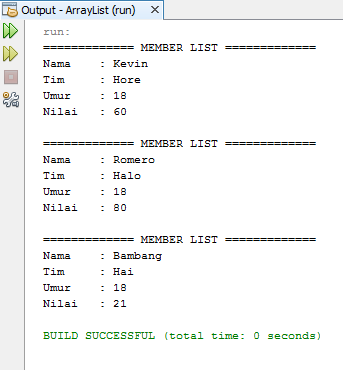 Output - ArrayList (run) ×
run:
============= MEMBER LIST =============
Nama    : Kevin
Tim     : Hore
Umur    : 18
Nilai   : 60
============= MEMBER LIST =============
Nama    : Romero
Tim     : Halo
Umur    : 18
Nilai   : 80
============= MEMBER LIST =============
Nama    : Bambang
Tim     : Hai
Umur    : 18
Nilai   : 21
BUILD SUCCESSFUL (total time: 0 seconds)